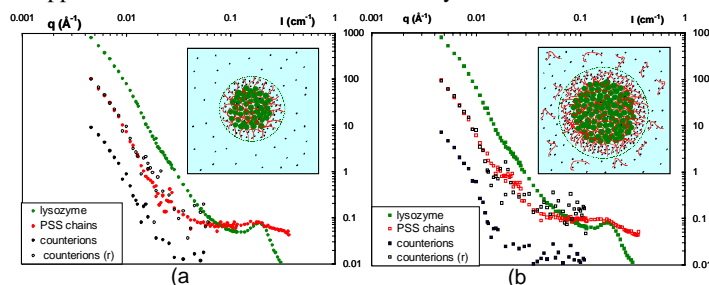 0.001 0.01 0.1 1
q (Å⁻¹) I (cm⁻¹)
1000
100
10
1
0.1
0.01
lysozyme
PSS chains
counterions
counterions (r)
(a
0.001 0.01 0.1 1
q (Å⁻¹) I (cm⁻¹)
100
100
10
1
0.1
0.01
lysozyme
PSS chains
counterions
counterions (r)
(b